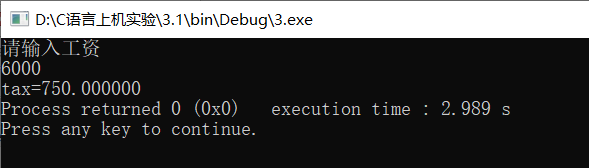 D:\C语言上机实验\3.1\bin\Debug\3.exe
请输入工资
6000
tax=750.000000
Process returned 0 (0x0)   execution time : 2.989 s
Press any key to continue.